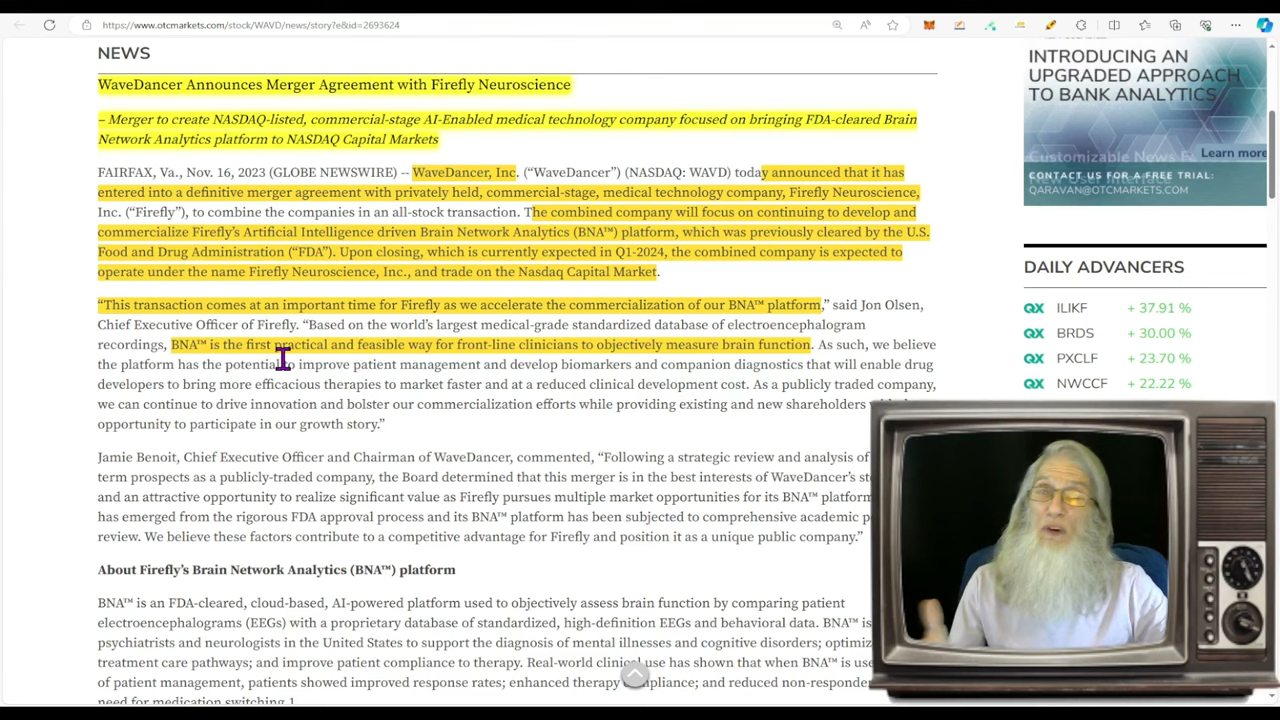 https://www.otcmarkets.com/stock/WAVD/news/story?e&id=2693624
NEWS
WaveDancer Announces Merger Agreement with Firefly Neuroscience
– Merger to create NASDAQ-listed, commercial-stage AI-Enabled medical technology company focused on bringing FDA-cleared Brain
Network Analytics platform to NASDAQ Capital Markets
FAIRFAX, Va., Nov. 16, 2023 (GLOBE NEWSWIRE) -- WaveDancer, Inc. (“WaveDancer”) (NASDAQ: WAVD) today announced that it has
entered into a definitive merger agreement with privately held, commercial-stage, medical technology company, Firefly Neuroscience,
Inc. (“Firefly”), to combine the companies in an all-stock transaction. The combined company will focus on continuing to develop and
commercialize Firefly’s Artificial Intelligence driven Brain Network Analytics (BNA™) platform, which was previously cleared by the U.S.
Food and Drug Administration (“FDA”). Upon closing, which is currently expected in Q1-2024, the combined company is expected to
operate under the name Firefly Neuroscience, Inc., and trade on the Nasdaq Capital Market.
“This transaction comes at an important time for Firefly as we accelerate the commercialization of our BNA™ platform,” said Jon Olsen,
Chief Executive Officer of Firefly. “Based on the world’s largest medical-grade standardized database of electroencephalogram
recordings, BNA™ is the first practical and feasible way for front-line clinicians to objectively measure brain function. As such, we believe
the platform has the potential to improve patient management and develop biomarkers and companion diagnostics that will enable drug
developers to bring more efficacious therapies to market faster and at a reduced clinical development cost. As a publicly traded company,
we can continue to drive innovation and bolster our commercialization efforts while providing existing and new shareholders
opportunity to participate in our growth story.”
Jamie Benoit, Chief Executive Officer and Chairman of WaveDancer, commented, “Following a strategic review and analysis of
term prospects as a publicly-traded company, the Board determined that this merger is in the best interests of WaveDancer’s
and an attractive opportunity to realize significant value as Firefly pursues multiple market opportunities for its BNA™ platform
has emerged from the rigorous FDA approval process and its BNA™ platform has been subjected to comprehensive academic
review. We believe these factors contribute to a competitive advantage for Firefly and position it as a unique public company.”
About Firefly’s Brain Network Analytics (BNA™) platform
BNA™ is an FDA-cleared, cloud-based, AI-powered platform used to objectively assess brain function by comparing patient
electroencephalograms (EEGs) with a proprietary database of standardized, high-definition EEGs and behavioral data. BNA™ is
psychiatrists and neurologists in the United States to support the diagnosis of mental illnesses and cognitive disorders;
treatment care pathways; and improve patient compliance to therapy. Real-world clinical use has shown that when BNA™ is
of patient management, patients showed improved response rates; enhanced therapy compliance; and reduced
need for medication switching.1
INTRODUCING AN
UPGRADED APPROACH
TO BANK ANALYTICS
Customizable News Fe
New User Interface
Learn more
CONTACT US FOR A FREE TRIAL:
QARAVAN@OTCMARKETS.COM
DAILY ADVANCERS
QX ILIKF + 37.91 %
QX BRDS + 30.00 %
QX PXCLF + 23.70 %
QX NWCCF + 22.22 %